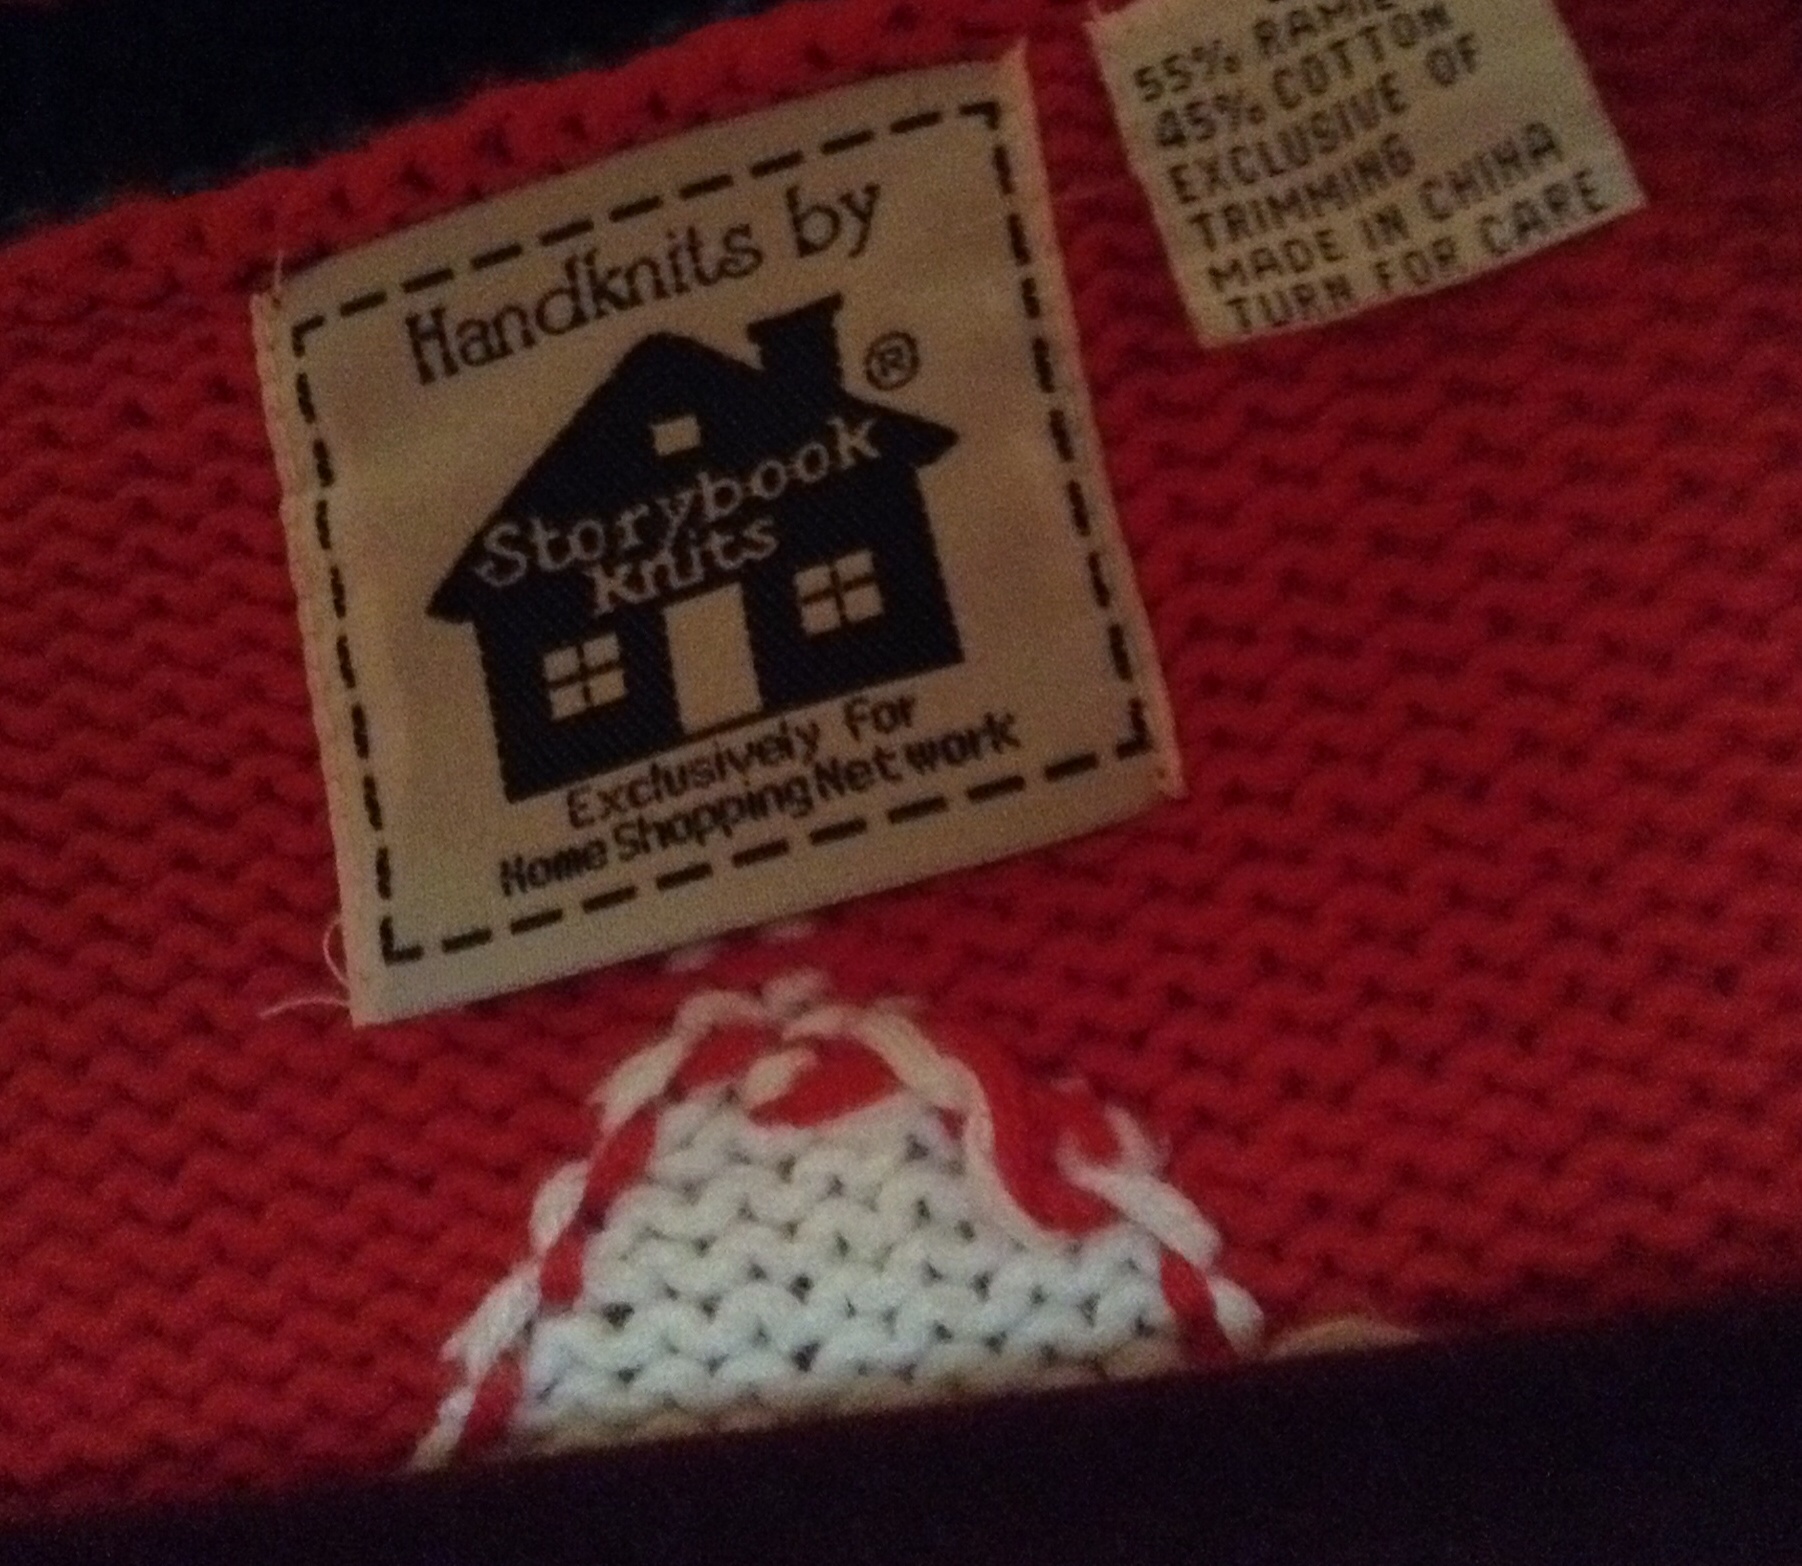 Handknits by
®
Storybook
knits
Exclusively For
Home Shopping Network
55% RAMIE
45% COTTON
EXCLUSIVE OF
TRIMMING
MADE IN CHINA
TURN FOR CARE